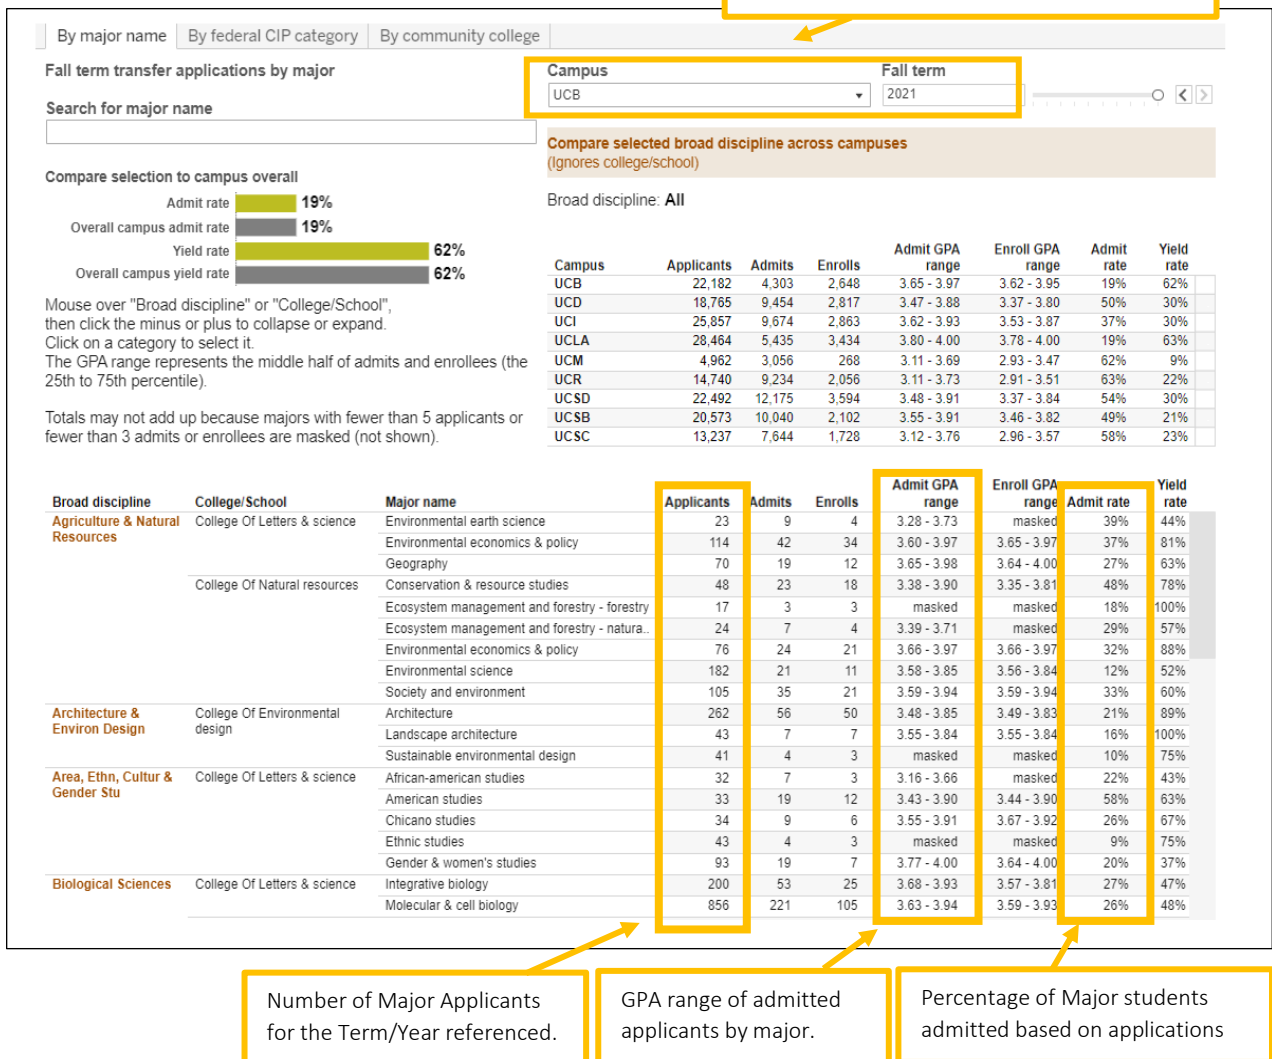 By major name By federal CIP category By community college
Fall term transfer applications by major
Campus Fall term
UCB 2021
Search for major name
Compare selected broad discipline across campuses
(Ignores college/school)
Compare selection to campus overall
Admit rate 19%
Overall campus admit rate 19%
Yield rate 62%
Overall campus yield rate 62%
Mouse over "Broad discipline" or "College/School",
then click the minus or plus to collapse or expand.
Click on a category to select it.
The GPA range represents the middle half of admits and enrollees (the
25th to 75th percentile).
Totals may not add up because majors with fewer than 5 applicants or
fewer than 3 admits or enrollees are masked (not shown).
Broad discipline: All
Admit GPA Enroll GPA Admit Yield
Campus Applicants Admits Enrolls range range rate rate
UCB 22,182 4,303 2,648 3.65 - 3.97 3.62 - 3.95 19% 62%
UCD 18,765 9,454 2,817 3.47 - 3.88 3.37 - 3.80 50% 30%
UCI 25,857 9,674 2,863 3.62 - 3.93 3.53 - 3.87 37% 30%
UCLA 28,464 5,435 3,434 3.80 - 4.00 3.78 - 4.00 19% 63%
UCM 4,962 3,056 268 3.11 - 3.69 2.93 - 3.47 62% 9%
UCR 14,740 9,234 2,056 3.11 - 3.73 2.91 - 3.51 63% 22%
UCSD 22,492 12,175 3,594 3.48 - 3.91 3.37 - 3.84 54% 30%
UCSB 20,573 10,040 2,102 3.55 - 3.91 3.46 - 3.82 49% 21%
UCSC 13,237 7,644 1,728 3.12 - 3.76 2.96 - 3.57 58% 23%
Admit GPA Enroll GPA Yield
Broad discipline College/School Major name Applicants Admits Enrolls range range Admit rate rate
Agriculture & Natural College Of Letters & science Environmental earth science 23 9 4 3.28 - 3.73 masked 39% 44%
Resources
Environmental economics & policy 114 42 34 3.60 - 3.97 3.65 - 3.97 37% 81%
Geography 70 19 12 3.65 - 3.98 3.64 - 4.00 27% 63%
College Of Natural resources Conservation & resource studies 48 23 18 3.38 - 3.90 3.35 - 3.81 48% 78%
Ecosystem management and forestry - forestry 17 3 3 masked masked 18% 100%
Ecosystem management and forestry - natura.. 24 7 4 3.39 - 3.71 masked 29% 57%
Environmental economics & policy 76 24 21 3.66 - 3.97 3.66 - 3.97 32% 88%
Environmental science 182 21 11 3.58 - 3.85 3.56 - 3.84 12% 52%
Society and environment 105 35 21 3.59 - 3.94 3.59 - 3.94 33% 60%
Architecture & College Of Environmental Architecture 262 56 50 3.48 - 3.85 3.49 - 3.83 21% 89%
Environ Design design
Landscape architecture 43 7 7 3.55 - 3.84 3.55 - 3.84 16% 100%
Sustainable environmental design 41 4 3 masked masked 10% 75%
Area, Ethn, Cultur & College Of Letters & science African-american studies 32 7 3 3.16 - 3.66 masked 22% 43%
Gender Stu
American studies 33 19 12 3.43 - 3.90 3.44 - 3.90 58% 63%
Chicano studies 34 9 6 3.55 - 3.91 3.67 - 3.92 26% 67%
Ethnic studies 43 4 3 masked masked 9% 75%
Gender & women's studies 93 19 7 3.77 - 4.00 3.64 - 4.00 20% 37%
Biological Sciences College Of Letters & science Integrative biology 200 53 25 3.68 - 3.93 3.57 - 3.81 27% 47%
Molecular & cell biology 856 221 105 3.63 - 3.94 3.59 - 3.93 26% 48%
Number of Major Applicants
for the Term/Year referenced.
GPA range of admitted
applicants by major.
Percentage of Major students
admitted based on applications